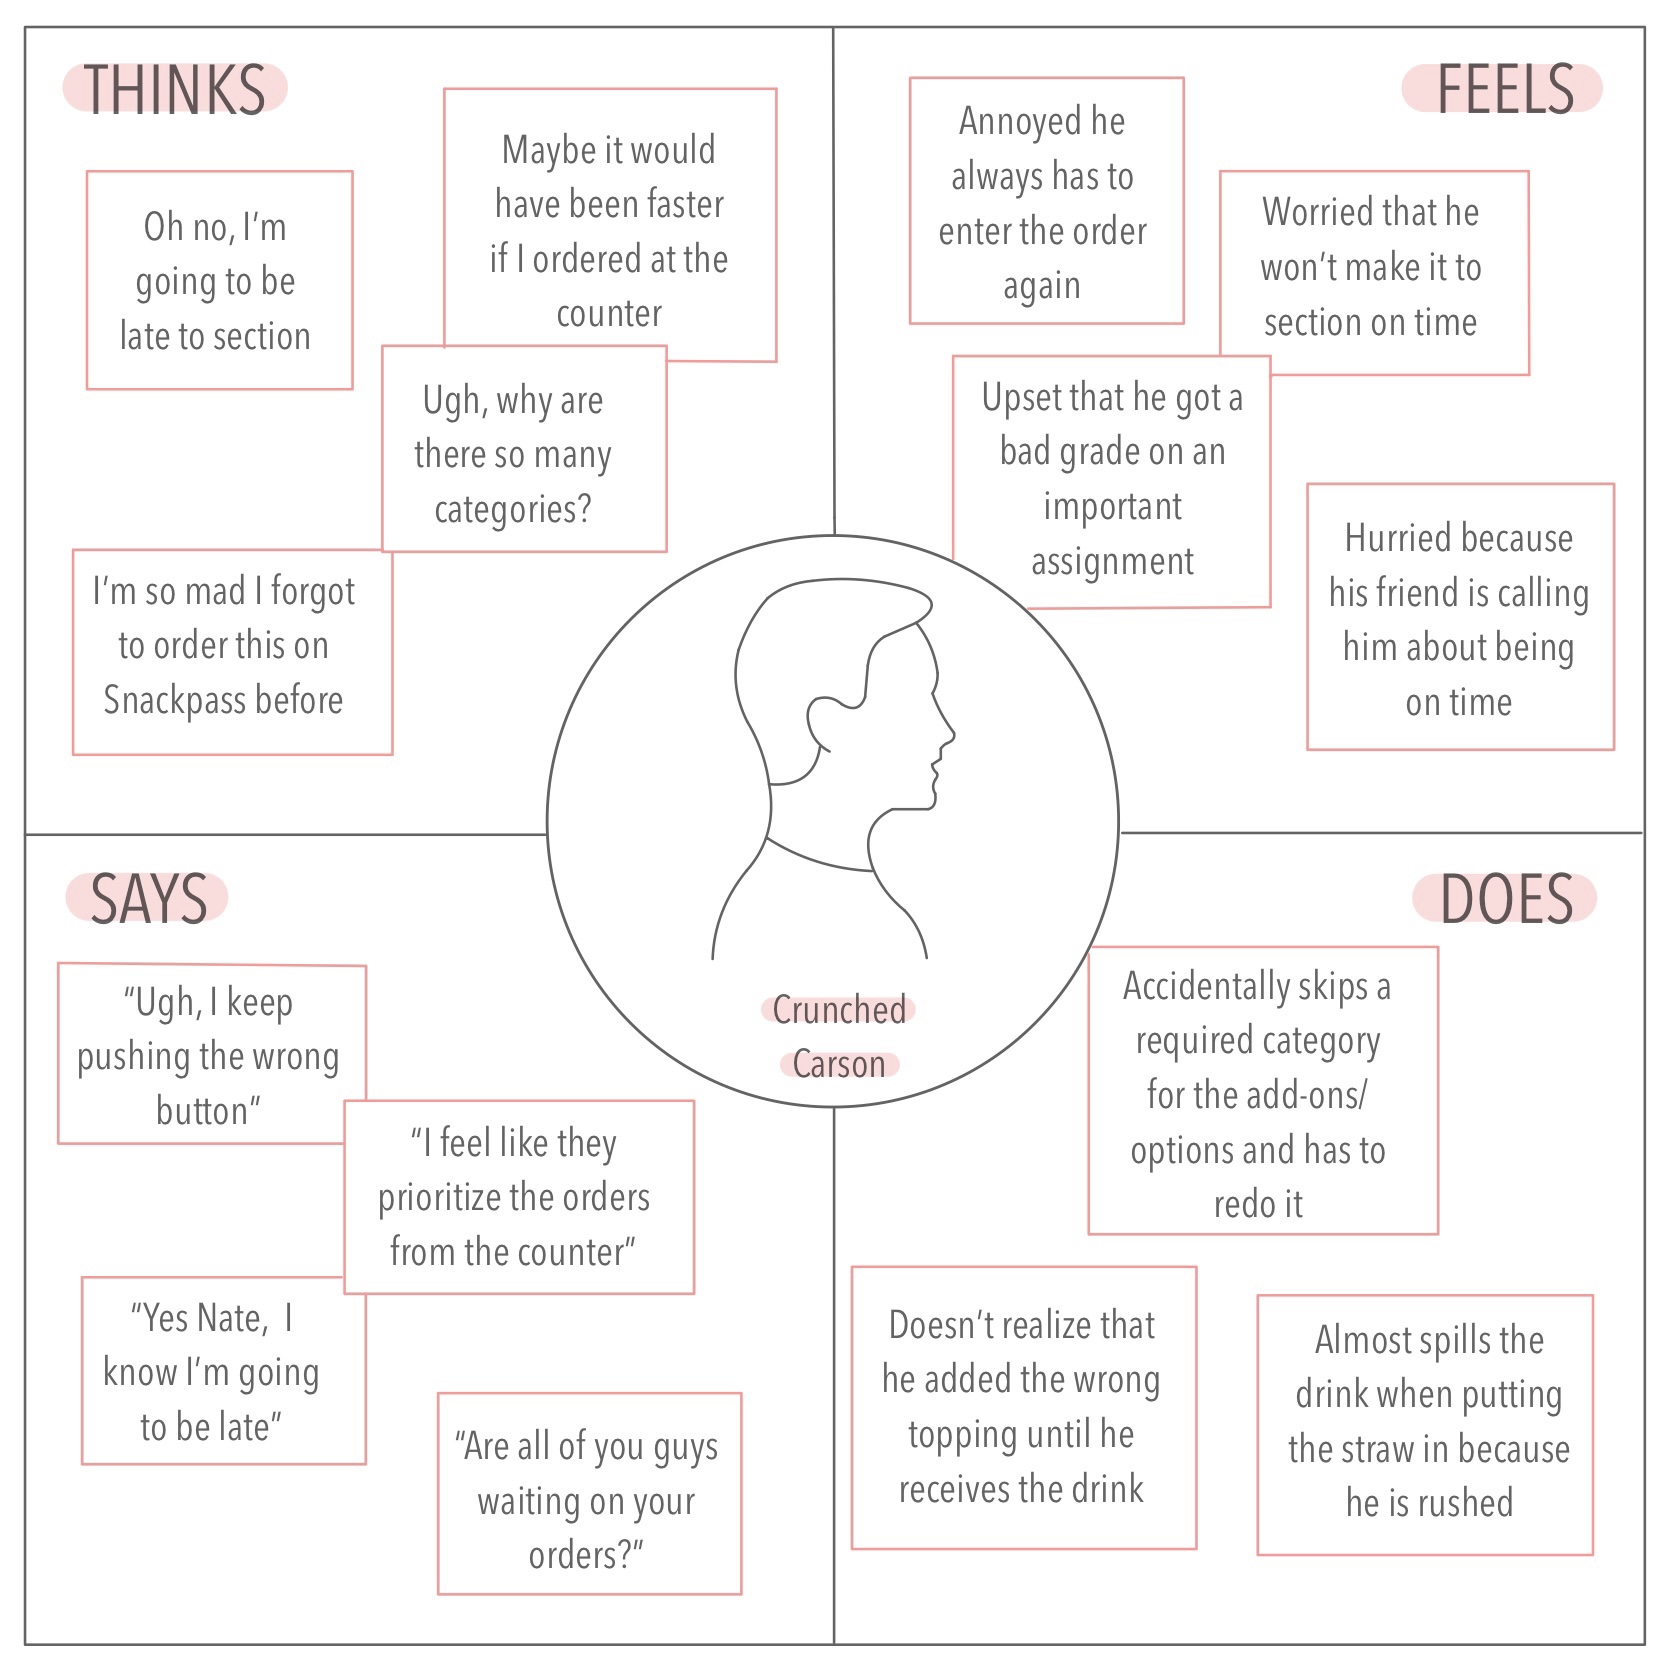 THINKS
Oh no, I’m
going to be
late to section
Maybe it would
have been faster
if I ordered at the
counter
Ugh, why are
there so many
categories?
I’m so mad I forgot
to order this on
Snackpass before
FEELS
Annoyed he
always has to
enter the order
again
Worried that he
won’t make it to
section on time
Upset that he got a
bad grade on an
important
assignment
Hurried because
his friend is calling
him about being
on time
Crunched
Carson
SAYS
“Ugh, I keep
pushing the wrong
button”
“I feel like they
prioritize the orders
from the counter”
“Yes Nate,  I
know I’m going
to be late”
“Are all of you guys
waiting on your
orders?”
DOES
Accidentally skips a
required category
for the add-ons/
options and has to
redo it
Doesn’t realize that
he added the wrong
topping until he
receives the drink
Almost spills the
drink when putting
the straw in because
he is rushed